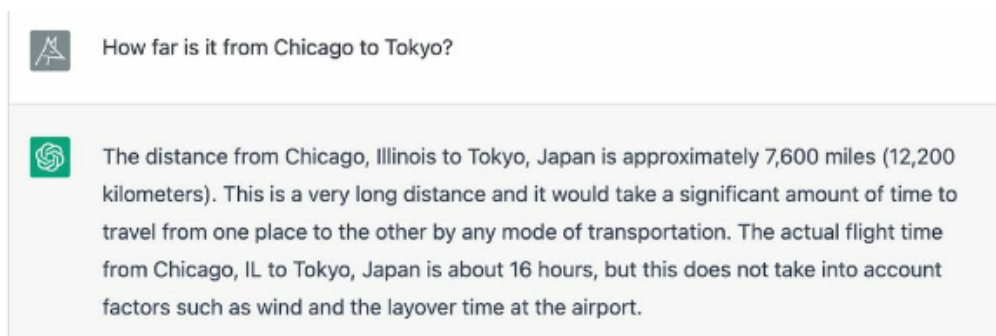 How far is it from Chicago to Tokyo?
The distance from Chicago, Illinois to Tokyo, Japan is approximately 7,600 miles (12,200
kilometers). This is a very long distance and it would take a significant amount of time to
travel from one place to the other by any mode of transportation. The actual flight time
from Chicago, IL to Tokyo, Japan is about 16 hours, but this does not take into account
factors such as wind and the layover time at the airport.